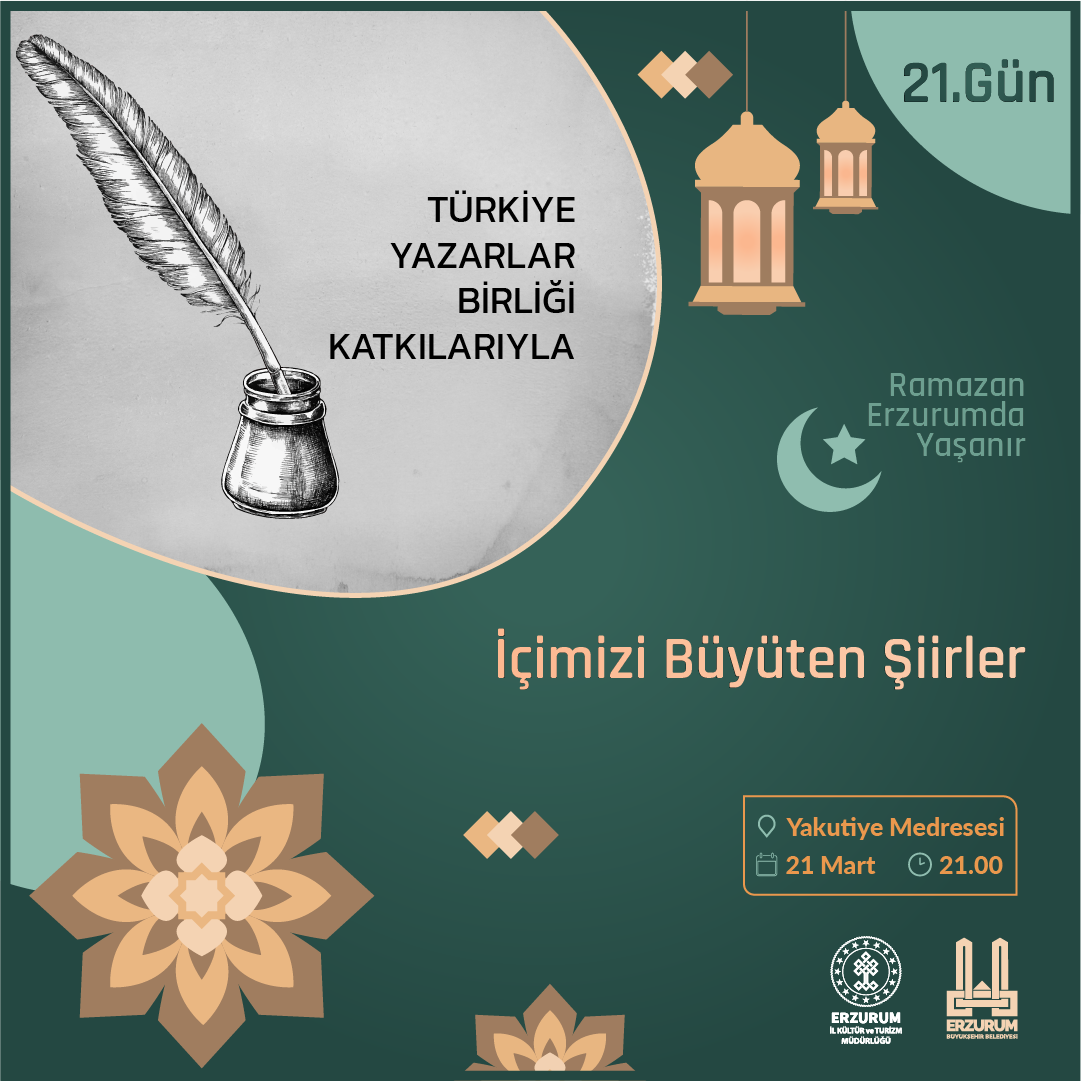 21.Gün
TÜRKİYE
YAZARLAR
BİRLİĞİ
KATKILARIYLA
Ramazan
Erzurumda
Yaşanır
İçimizi Büyüten Şiirler
Yakutiye Medresesi
21 Mart 21.00
ERZURUM
İL KÜLTÜR ve TURİZM
MÜDÜRLÜĞÜ
ERZURUM
BÜYÜKŞEHİR BELEDİYESİ